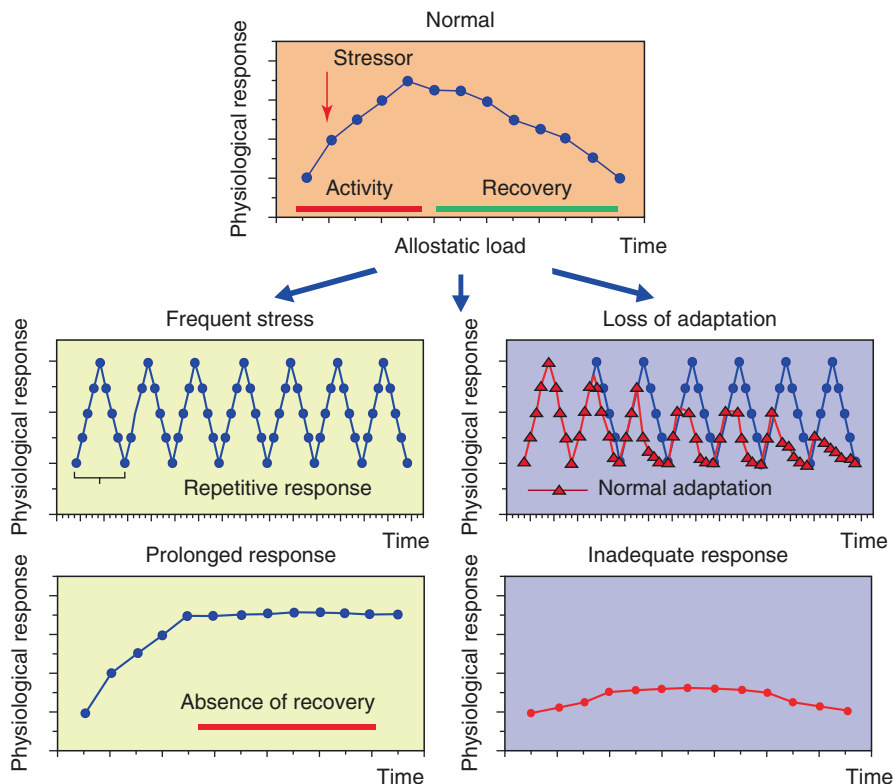 Normal
Physiological response
Stressor
Activity
Recovery
Allostatic load
Time
Frequent stress
Physiological response
Repetitive response
Time
Loss of adaptation
Physiological response
Normal adaptation
Time
Prolonged response
Physiological response
Absence of recovery
Time
Inadequate response
Physiological response
Time